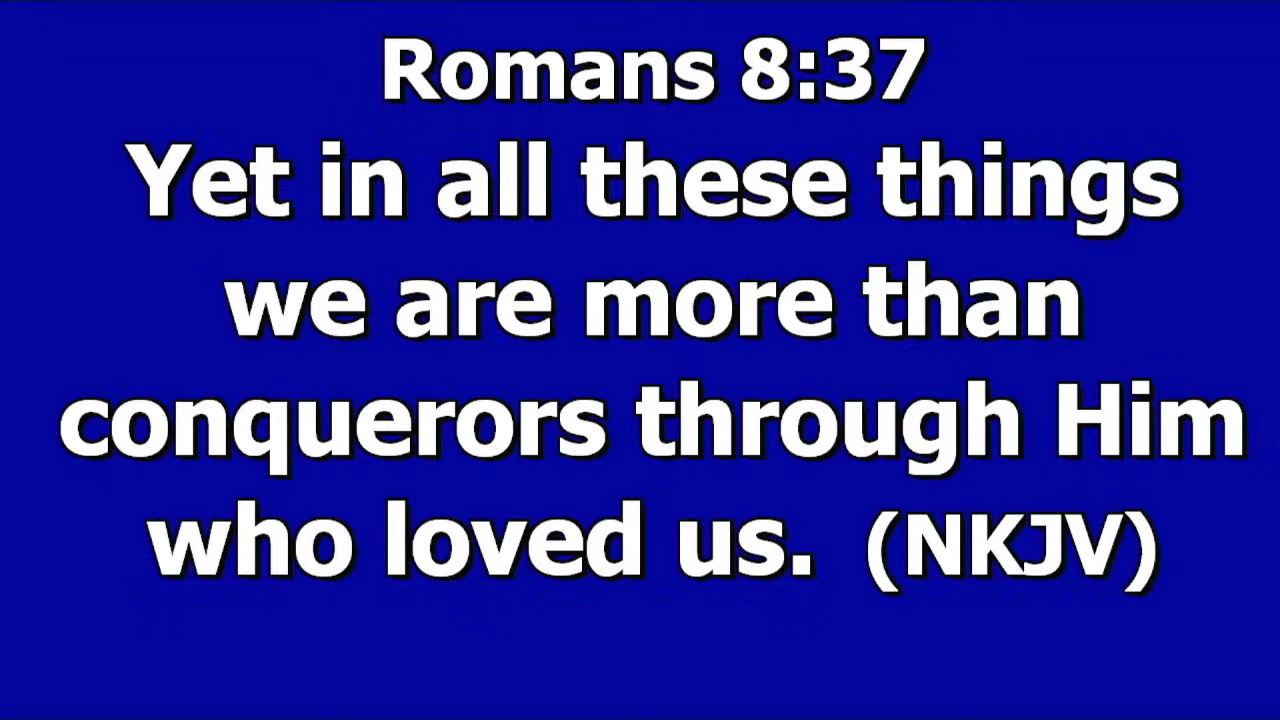 Romans 8:37
Yet in all these things
we are more than
conquerors through Him
who loved us.  (NKJV)